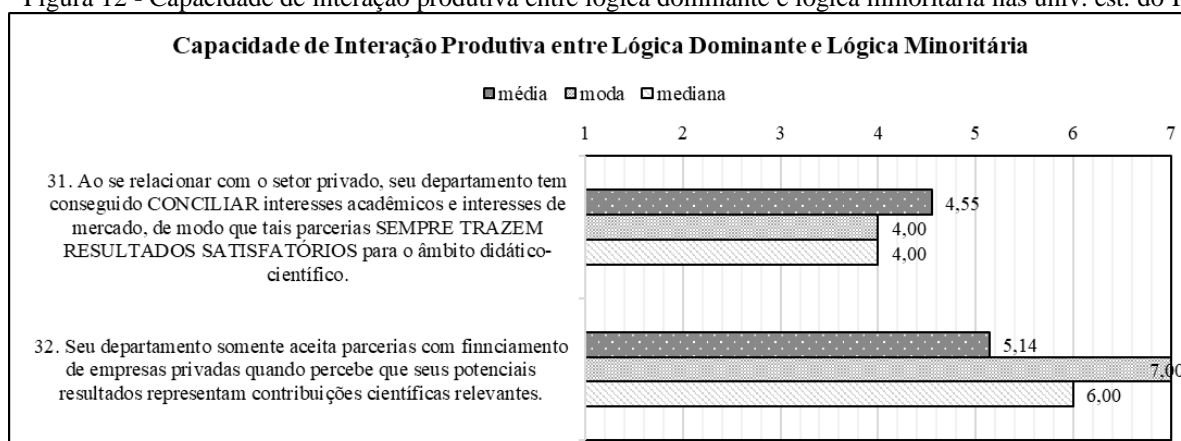 Figura 12 - Capacidade de interação produtiva entre lógica dominante e lógica minoritária nas univ. est. do
Capacidade de Interação Produtiva entre Lógica Dominante e Lógica Minoritária
média moda mediana
1 2 3 4 5 6 7
31. Ao se relacionar com o setor privado, seu departamento tem
conseguido CONCILIAR interesses acadêmicos e interesses de
mercado, de modo que tais parcerias SEMPRE TRAZEM
RESULTADOS SATISFATÓRIOS para o âmbito didático-
científico.
4,55
4,00
4,00
32. Seu departamento somente aceita parcerias com finnciamento
de empresas privadas quando percebe que seus potenciais
resultados representam contribuições científicas relevantes.
5,14
7,00
6,00